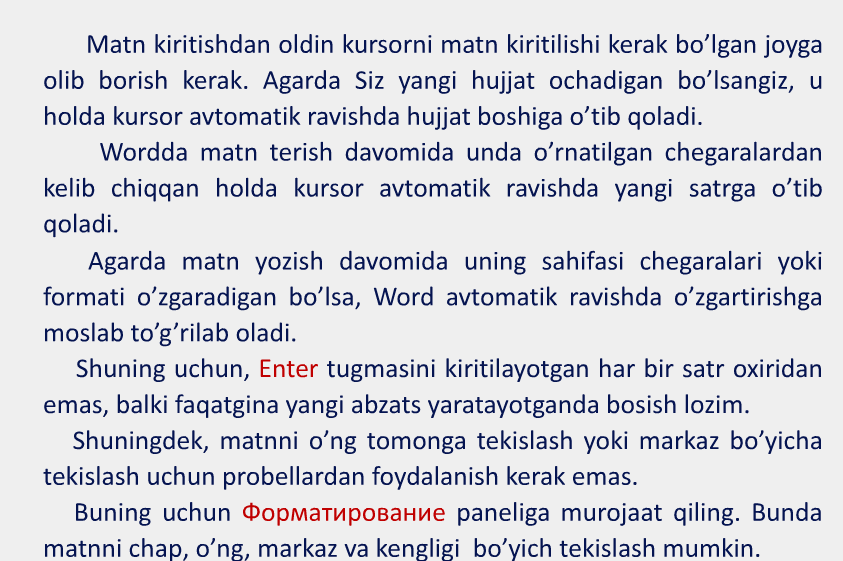 Matn kiritishdan oldin kursorni matn kiritilishi kerak bo’lgan joyga
olib borish kerak. Agarda Siz yangi hujjat ochadigan bo’lsangiz, u
holda kursor avtomatik ravishda hujjat boshiga o’tib qoladi.
Wordda matn terish davomida unda o’rnatilgan chegaralardan
kelib chiqqan holda kursor avtomatik ravishda yangi satrga o’tib
qoladi.
Agarda matn yozish davomida uning sahifasi chegaralari yoki
formati o’zgaradigan bo’lsa, Word avtomatik ravishda o’zgartirishga
moslab to’g’rilab oladi.
Shuning uchun, Enter tugmasini kiritilayotgan har bir satr oxiridan
emas, balki faqatgina yangi abzats yaratayotganda bosish lozim.
Shuningdek, matnni o’ng tomonga tekislash yoki markaz bo’yicha
tekislash uchun probellardan foydalanish kerak emas.
Buning uchun Форматирование paneliga murojaat qiling. Bunda
matnni chap, o’ng, markaz va kengligi bo’yich tekislash mumkin.